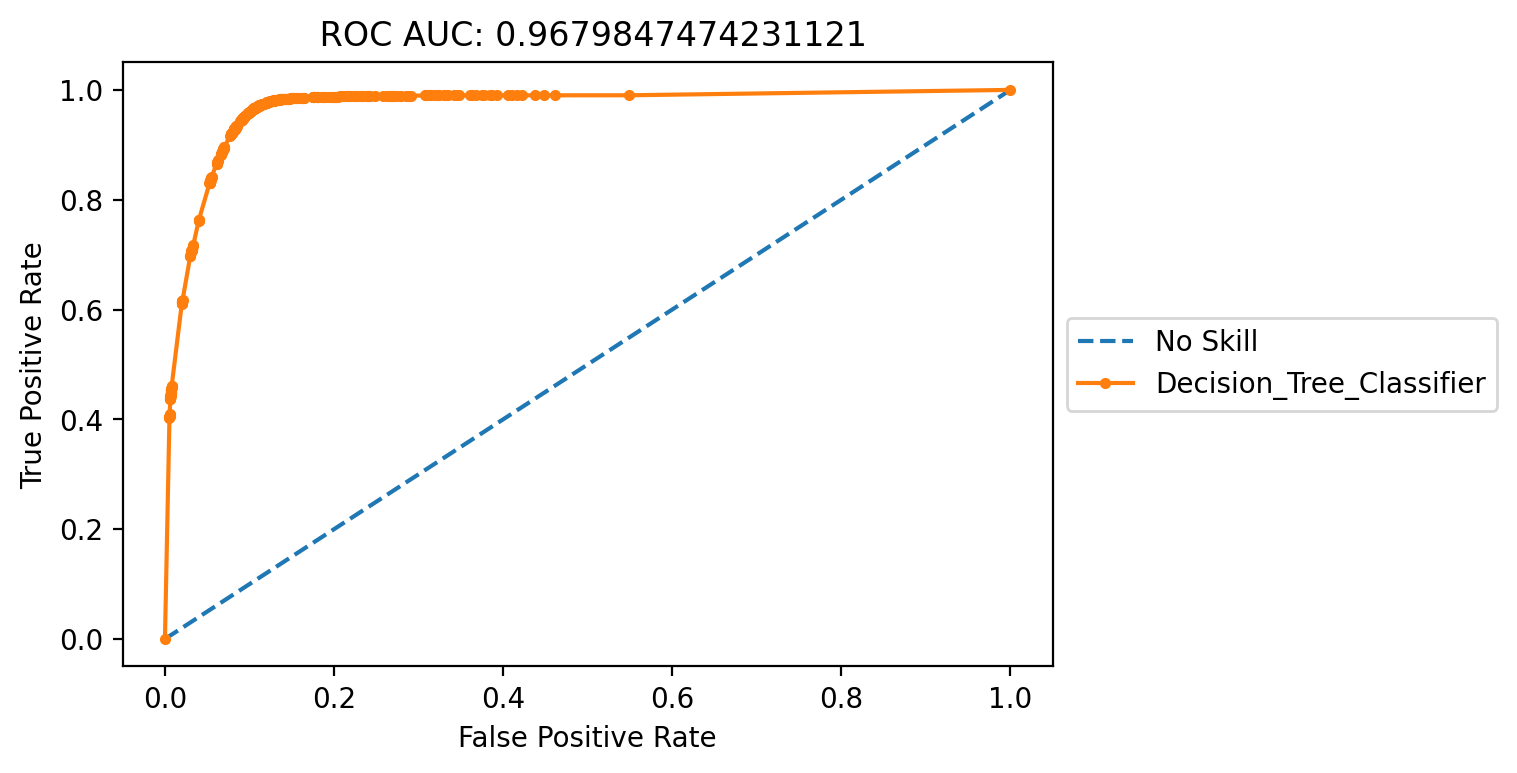 ROC AUC: 0.9679847474231121
1.0
0.8
0.6
0.4
0.2
0.0
True Positive Rate
0.0 0.2 0.4 0.6 0.8 1.0
False Positive Rate
No Skill
Decision_Tree_Classifier